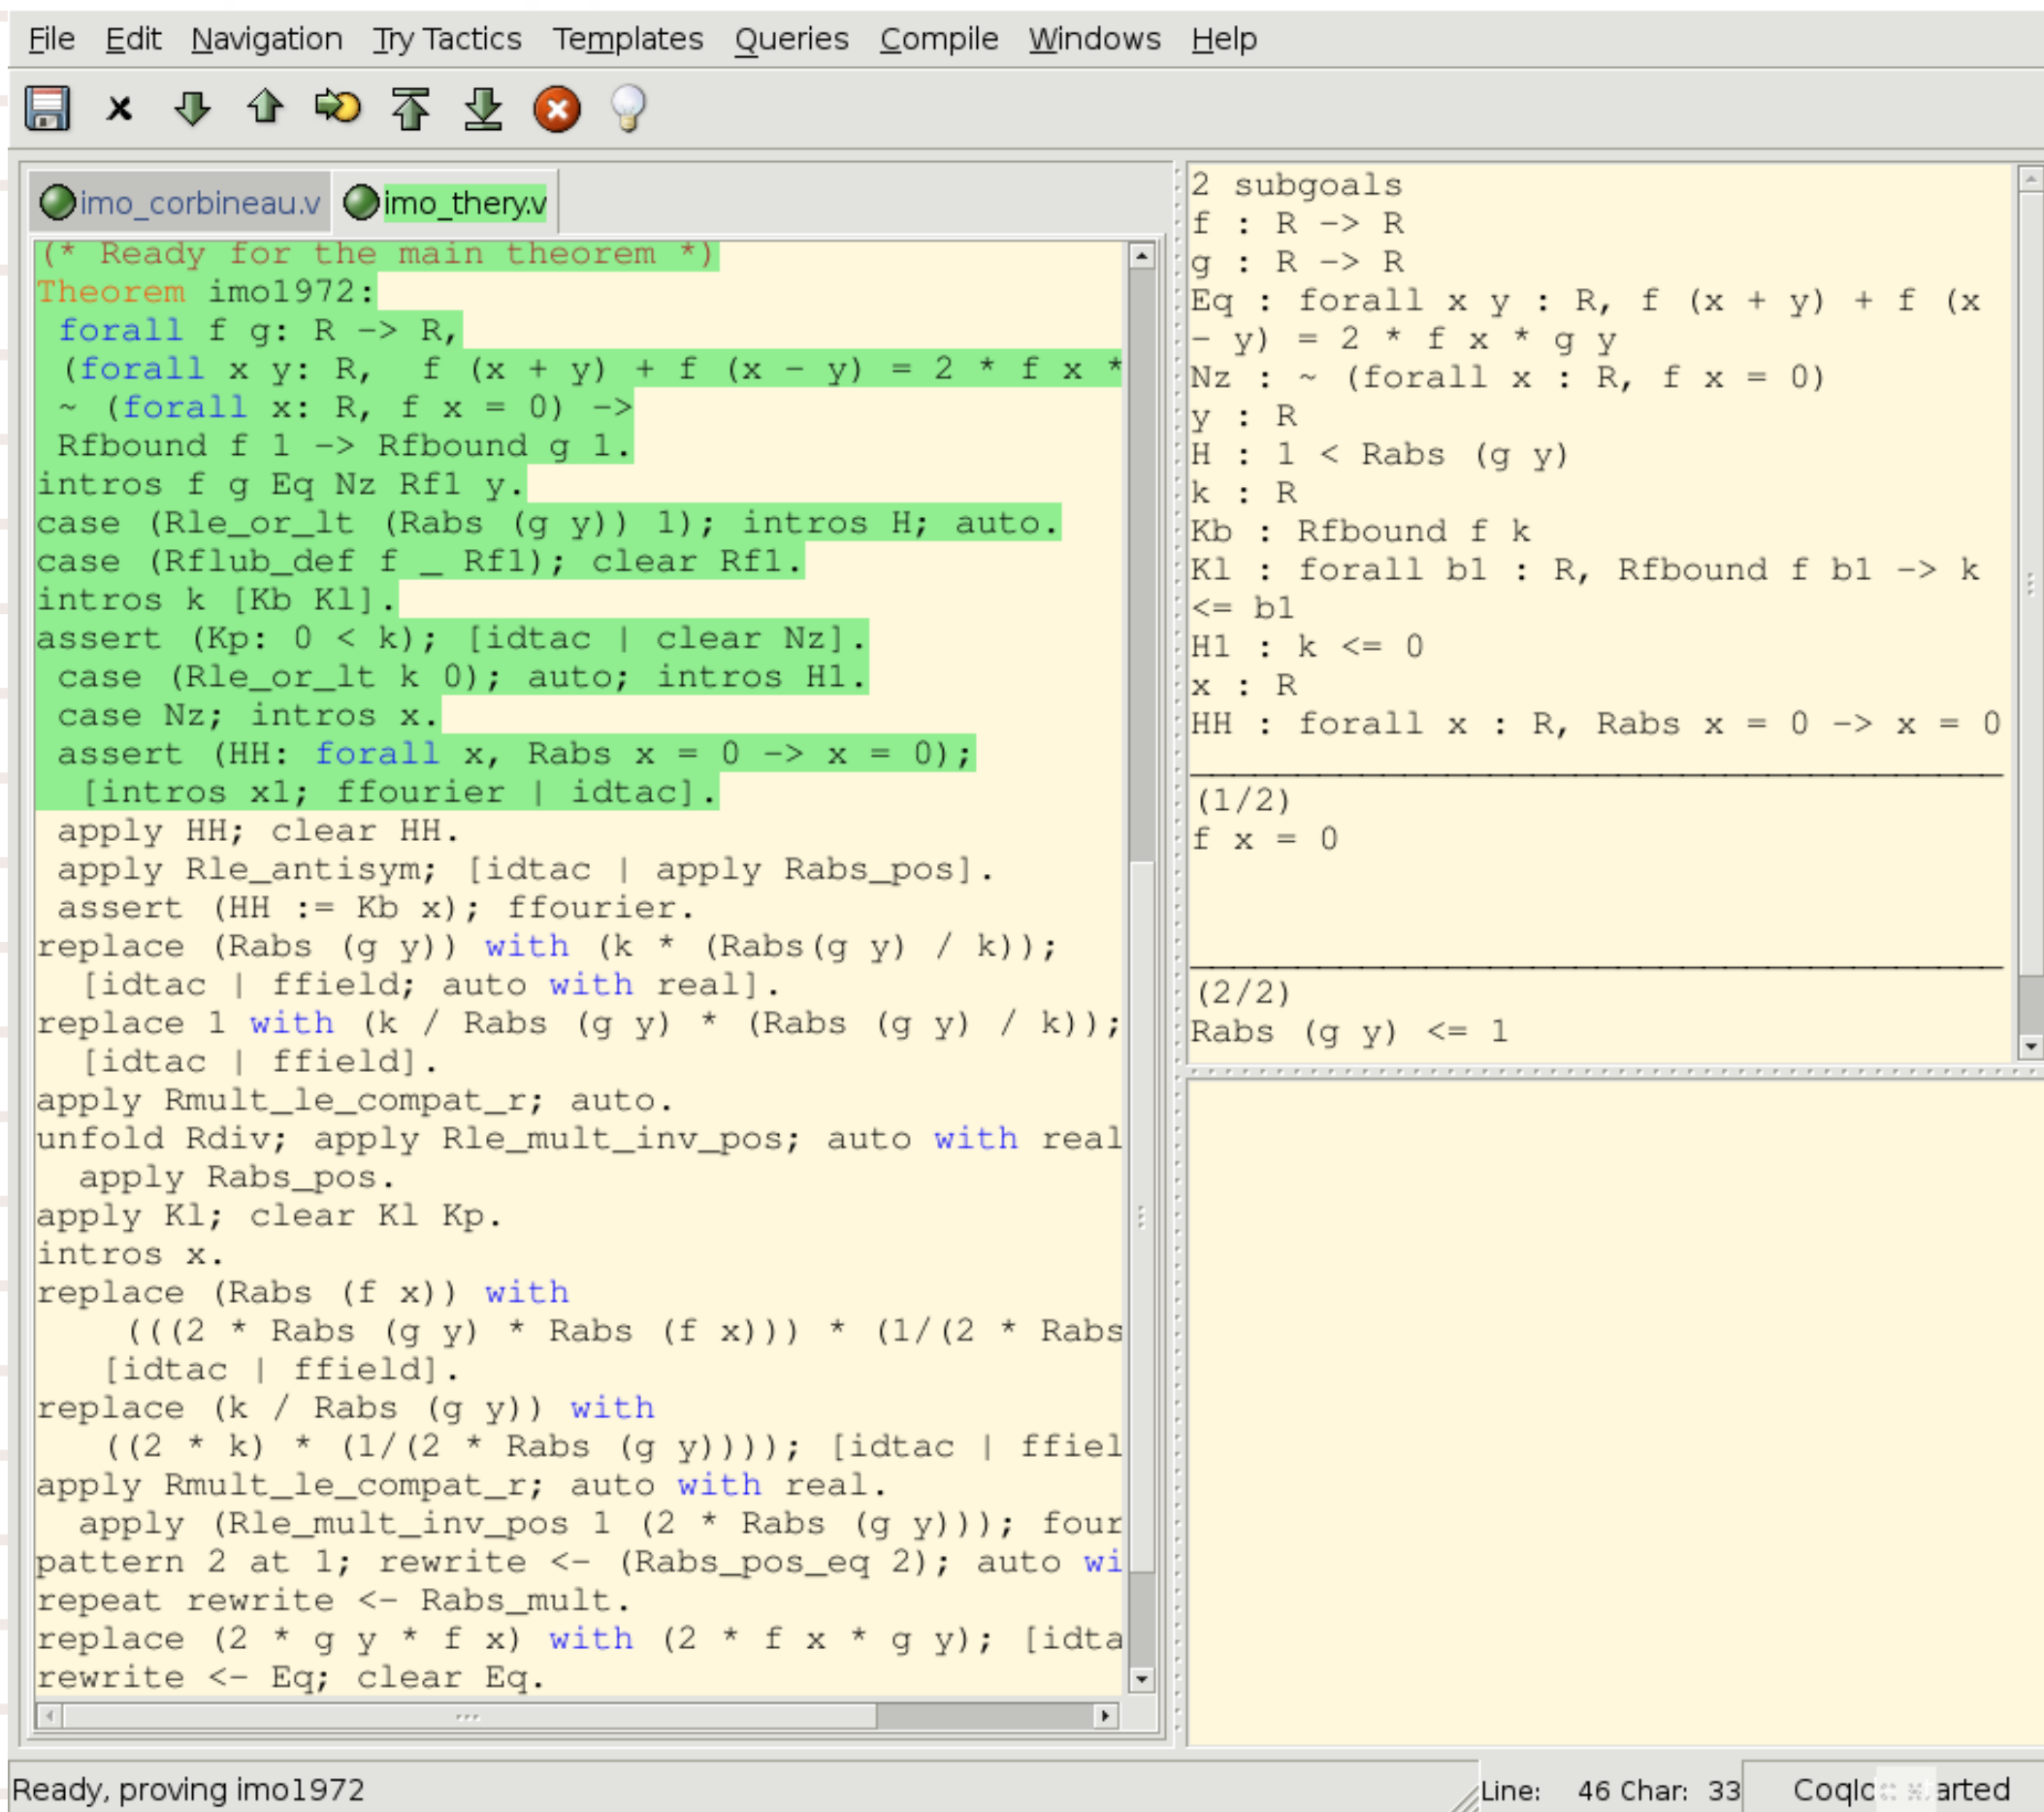 File Edit Navigation Try Tactics Templates Queries Compile Windows Help
imo_corbineau.v imo_thery.v
(* Ready for the main theorem *)
Theorem imo1972:
forall f g: R -> R,
(forall x y: R, f (x + y) + f (x - y) = 2 * f x *
~ (forall x: R, f x = 0) ->
Rfbound f 1 -> Rfbound g 1.
intros f g Eq Nz Rf1 y.
case (Rle_or_lt (Rabs (g y)) 1); intros H; auto.
case (Rflub_def f _ Rf1); clear Rf1.
intros k [Kb Kl].
assert (Kp: 0 < k); [idtac | clear Nz].
case (Rle_or_lt k 0); auto; intros H1.
case Nz; intros x.
assert (HH: forall x, Rabs x = 0 -> x = 0);
[intros x1; ffourier | idtac].
apply HH; clear HH.
apply Rle_antisym; [idtac | apply Rabs_pos].
assert (HH := Kb x); ffourier.
replace (Rabs (g y)) with (k * (Rabs(g y) / k));
[idtac | ffield; auto with real].
replace 1 with (k / Rabs (g y) * (Rabs (g y) / k));
[idtac | ffield].
apply Rmult_le_compat_r; auto.
unfold Rdiv; apply Rle_mult_inv_pos; auto with real
apply Rabs_pos.
apply Kl; clear Kl Kp.
intros x.
replace (Rabs (f x)) with
(((2 * Rabs (g y) * Rabs (f x))) * (1/(2 * Rabs
[idtac | ffield].
replace (k / Rabs (g y)) with
((2 * k) * (1/(2 * Rabs (g y)))); [idtac | ffiel
apply Rmult_le_compat_r; auto with real.
apply (Rle_mult_inv_pos 1 (2 * Rabs (g y))); four
pattern 2 at 1; rewrite <- (Rabs_pos_eq 2); auto wi
repeat rewrite <- Rabs_mult.
replace (2 * g y * f x) with (2 * f x * g y); [idta
rewrite <- Eq; clear Eq.
2 subgoals
f : R -> R
g : R -> R
Eq : forall x y : R, f (x + y) + f (x
- y) = 2 * f x * g y
Nz : ~ (forall x : R, f x = 0)
y : R
H : 1 < Rabs (g y)
k : R
Kb : Rfbound f k
Kl : forall b1 : R, Rfbound f b1 -> k
<= b1
H1 : k <= 0
x : R
HH : forall x : R, Rabs x = 0 -> x = 0
(1/2)
f x = 0
(2/2)
Rabs (g y) <= 1
Ready, proving imo1972 Line: 46 Char: 33